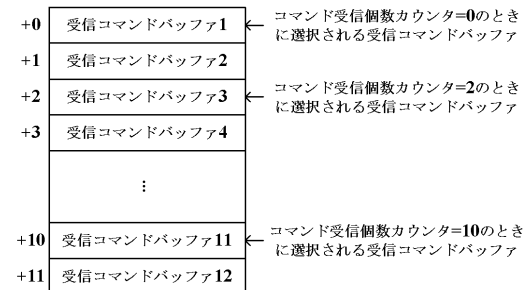 +0 受信コマンドバッファ1 コマンド受信個数カウンタ=0のとき
に選択される受信コマンドバッファ
+1 受信コマンドバッファ2
+2 受信コマンドバッファ3 コマンド受信個数カウンタ=2のとき
に選択される受信コマンドバッファ
+3 受信コマンドバッファ4
⋮
+10 受信コマンドバッファ11 コマンド受信個数カウンタ=10のとき
に選択される受信コマンドバッファ
+11 受信コマンドバッファ12